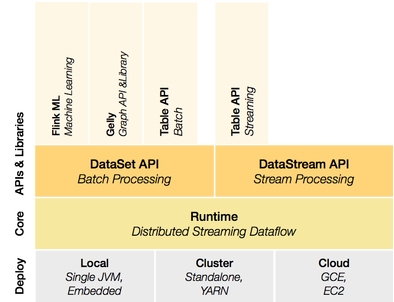 APIs & Libraries
Flink ML
Machine Learning
Gelly
Graph API &Library
Table API
Batch
Table API
Streaming
DataSet API
Batch Processing
DataStream API
Stream Processing
Core
Runtime
Distributed Streaming Dataflow
Deploy
Local
Single JVM,
Embedded
Cluster
Standalone,
YARN
Cloud
GCE,
EC2